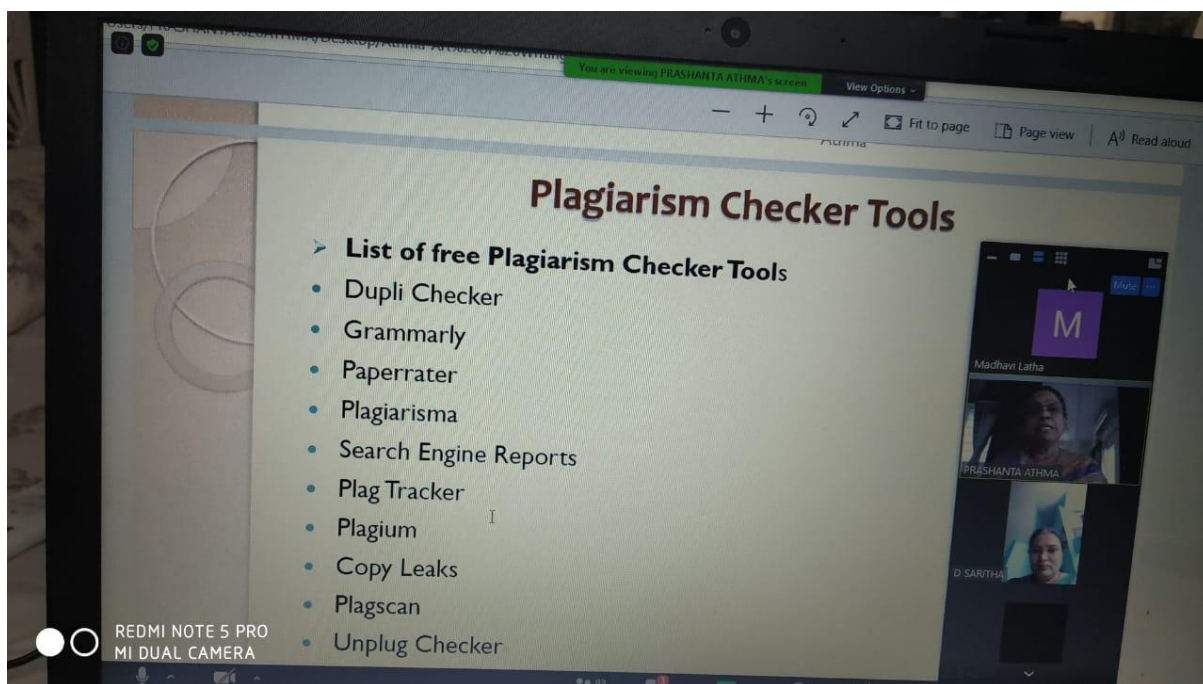 You are viewing PRASHANTA ATHMA's screen
View Options
Fit to page
Page view
Read aloud
Athma
Plagiarism Checker Tools
List of free Plagiarism Checker Tools
Dupli Checker
Grammarly
Paperrater
Plagiarisma
Search Engine Reports
Plag Tracker
Plagium
Copy Leaks
Plagscan
Unplug Checker
Mute
M
Madhavi Latha
PRASHANTA ATHMA
D SARITHA
REDMI NOTE 5 PRO
MI DUAL CAMERA